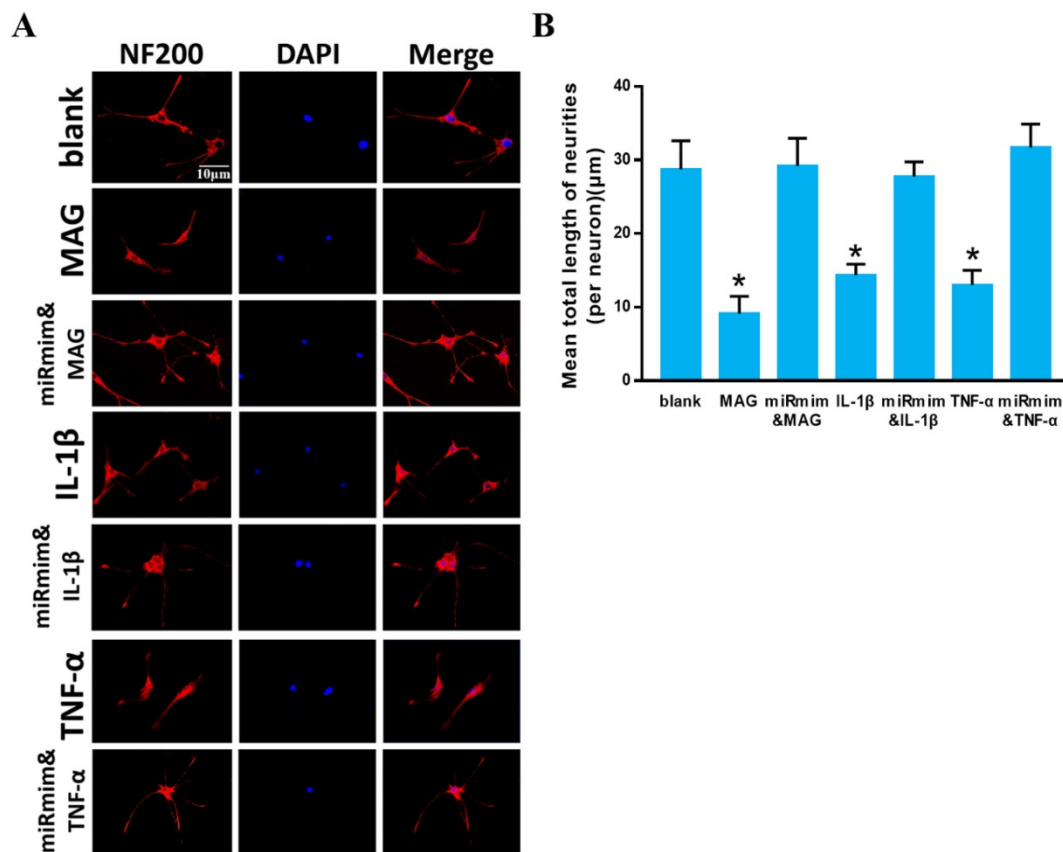 A
NF200 DAPI Merge
blank
10μm
MAG
miRmim&
MAG
IL-1β
miRmim&
IL-1β
TNF-α
miRmim&
TNF-α
B
Mean total length of neurities
(per neuron)(μm)
40
30
20
10
0
* * *
blank MAG miRmim IL-1β miRmim TNF-α miRmim
&MAG &IL-1β &TNF-α